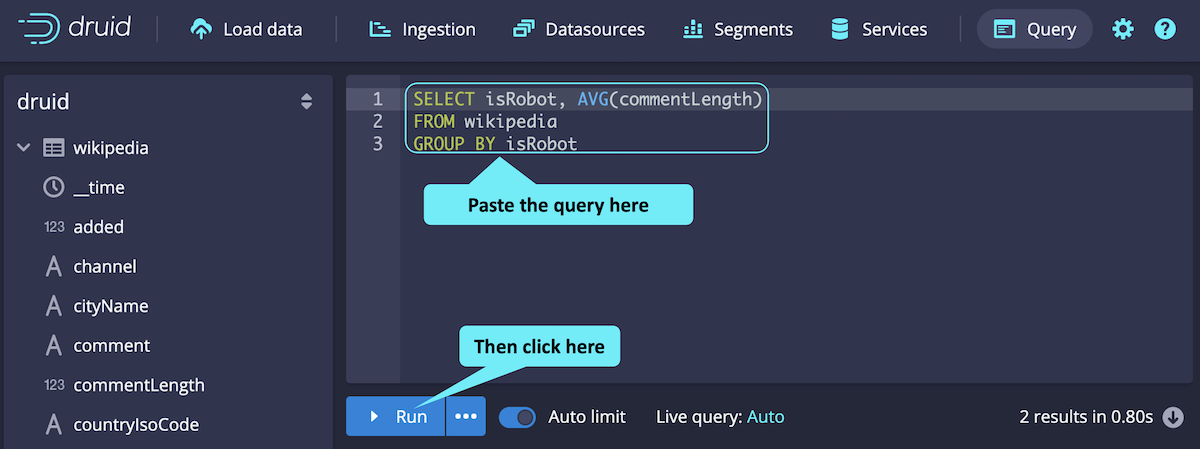 druid
Load data
Ingestion
Datasources
Segments
Services
Query
druid
wikipedia
__time
123 added
A channel
A cityName
A comment
123 commentLength
A countryIsoCode
1 SELECT isRobot, AVG(commentLength)
2 FROM wikipedia
3 GROUP BY isRobot
Paste the query here
Then click here
Run
Auto limit
Live query: Auto
2 results in 0.80s